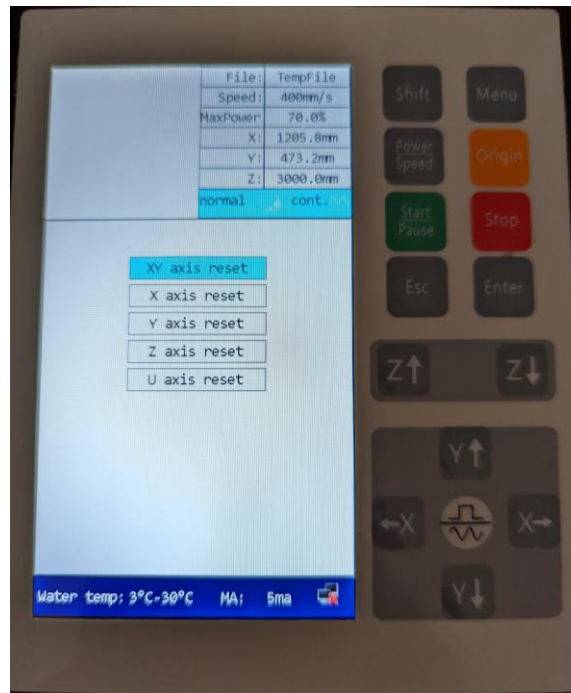 File: TempFile
Speed: 400mm/s
MaxPower 70.0%
X: 1205.8mm
Y: 473.2mm
Z: 3000.0mm
normal cont.
XY axis reset
X axis reset
Y axis reset
Z axis reset
U axis reset
Water temp: 3°C-30°C MA: 5ma
Shift Menu
Power Origin
Speed
Start Stop
Pause
Esc Enter
Z↑ Z↓
Y↑
←X X→
Y↓